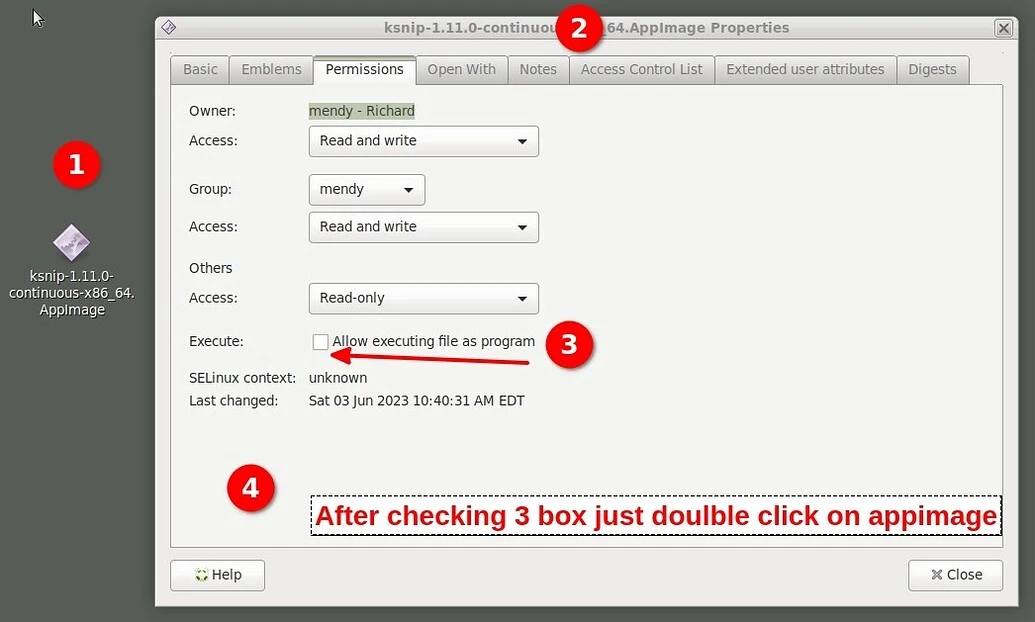 ksnip-1.11.0-continuou 64.AppImage Properties
2
Basic Emblems Permissions Open With Notes Access Control List Extended user attributes Digests
Owner: mendy - Richard
Access: Read and write
1
Group: mendy
Access: Read and write
ksnip-1.11.0-
continuous-x86_64.
AppImage
Others
Access: Read-only
Execute: Allow executing file as program
3
SELinux context: unknown
Last changed: Sat 03 Jun 2023 10:40:31 AM EDT
4
After checking 3 box just doulble click on appimage
Help Close